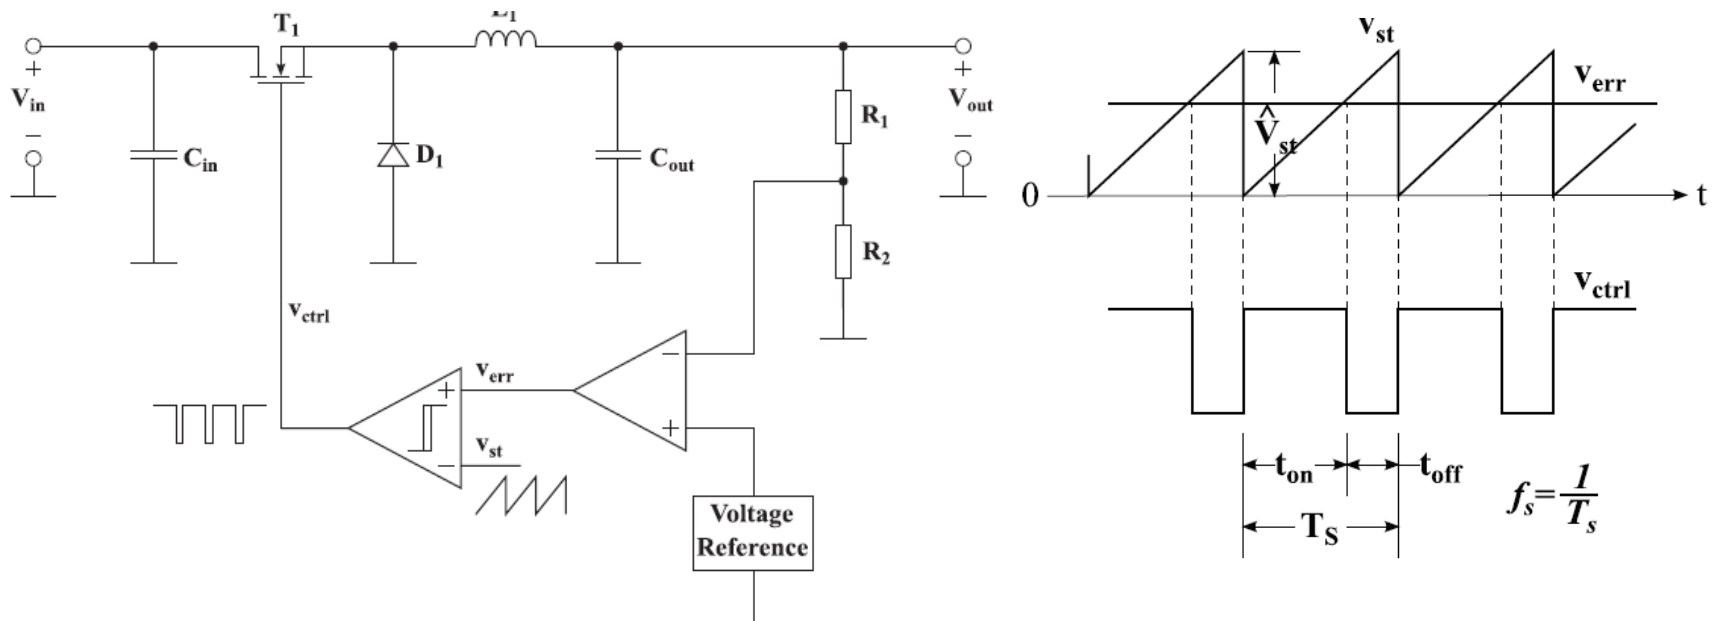 T1
L1
+
Vin
−
Cin
D1
Cout
R1
R2
+
Vout
−
vctrl
verr
vst
+
−
−
+
Voltage
Reference
vst
verr
V̂st
0
t
vctrl
ton
toff
TS
fs=1/Ts